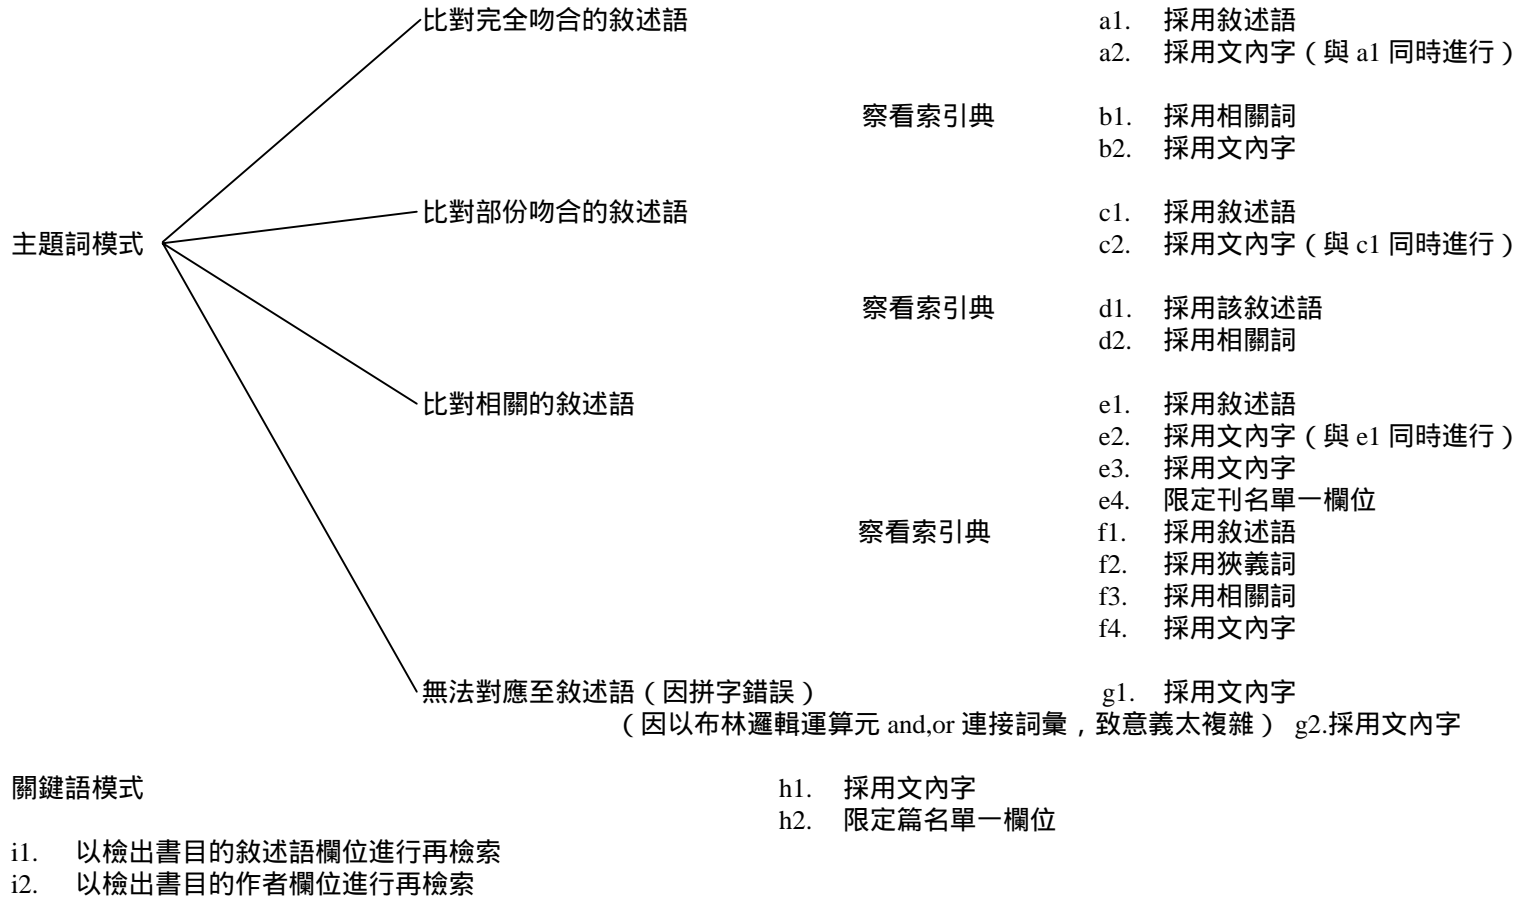 比對完全吻合的敘述語 a1. 採用敘述語
a2. 採用文內字（與 a1 同時進行）
察看索引典 b1. 採用相關詞
b2. 採用文內字
比對部份吻合的敘述語 c1. 採用敘述語
主題詞模式 c2. 採用文內字（與 c1 同時進行）
察看索引典 d1. 採用該敘述語
d2. 採用相關詞
比對相關的敘述語 e1. 採用敘述語
e2. 採用文內字（與 e1 同時進行）
e3. 採用文內字
e4. 限定刊名單一欄位
察看索引典 f1. 採用敘述語
f2. 採用狹義詞
f3. 採用相關詞
f4. 採用文內字
無法對應至敘述語（因拼字錯誤） g1. 採用文內字
（因以布林邏輯運算元 and,or 連接詞彙，致意義太複雜） g2.採用文內字
關鍵語模式 h1. 採用文內字
h2. 限定篇名單一欄位
i1. 以檢出書目的敘述語欄位進行再檢索
i2. 以檢出書目的作者欄位進行再檢索